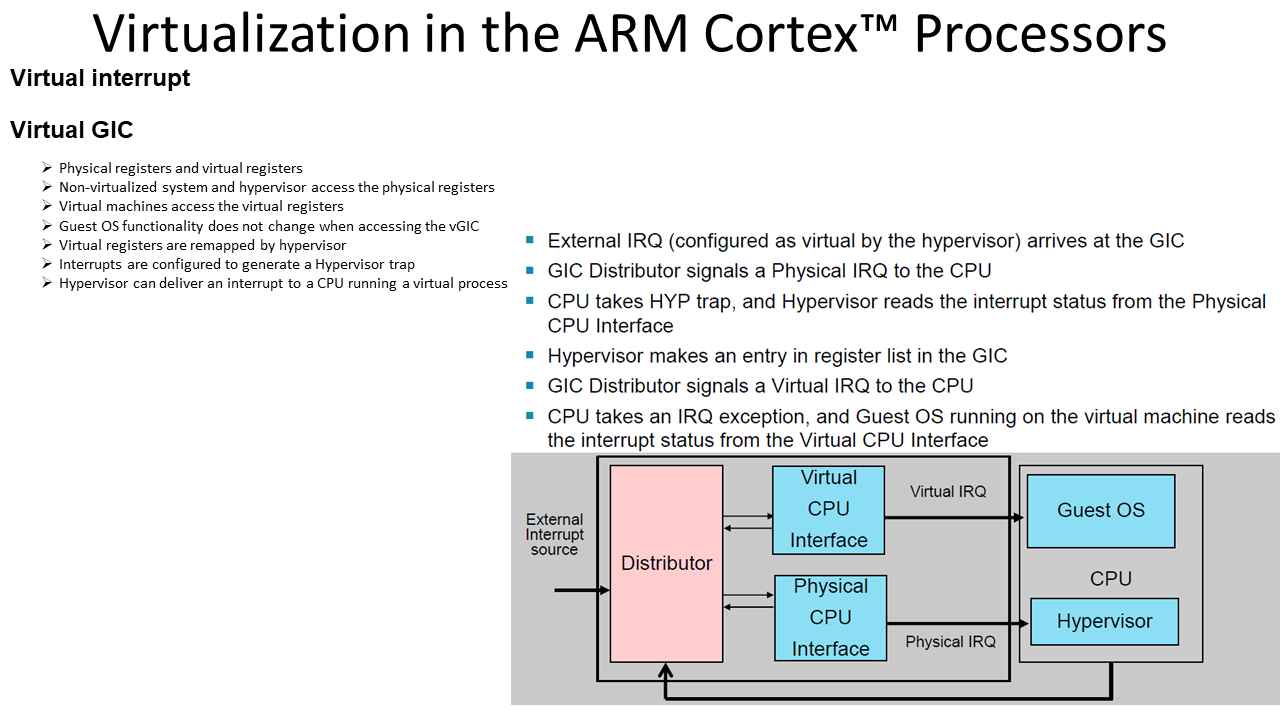 Virtualization in the ARM Cortex™ Processors
Virtual interrupt
Virtual GIC
➢ Physical registers and virtual registers
➢ Non-virtualized system and hypervisor access the physical registers
➢ Virtual machines access the virtual registers
➢ Guest OS functionality does not change when accessing the vGIC
➢ Virtual registers are remapped by hypervisor
➢ Interrupts are configured to generate a Hypervisor trap
➢ Hypervisor can deliver an interrupt to a CPU running a virtual process
▪ External IRQ (configured as virtual by the hypervisor) arrives at the GIC
▪ GIC Distributor signals a Physical IRQ to the CPU
▪ CPU takes HYP trap, and Hypervisor reads the interrupt status from the Physical
CPU Interface
▪ Hypervisor makes an entry in register list in the GIC
▪ GIC Distributor signals a Virtual IRQ to the CPU
▪ CPU takes an IRQ exception, and Guest OS running on the virtual machine reads
the interrupt status from the Virtual CPU Interface
External
Interrupt
source
Distributor
Virtual
CPU
Interface
Virtual IRQ
Guest OS
CPU
Physical
CPU
Interface
Physical IRQ
Hypervisor